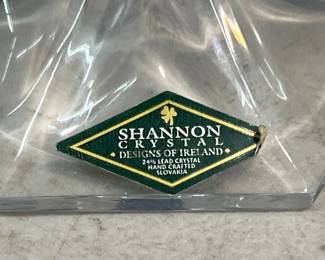 SHANNON
CRYSTAL
DESIGNS OF IRELAND
24% LEAD CRYSTAL
HAND CRAFTED
SLOVAKIA